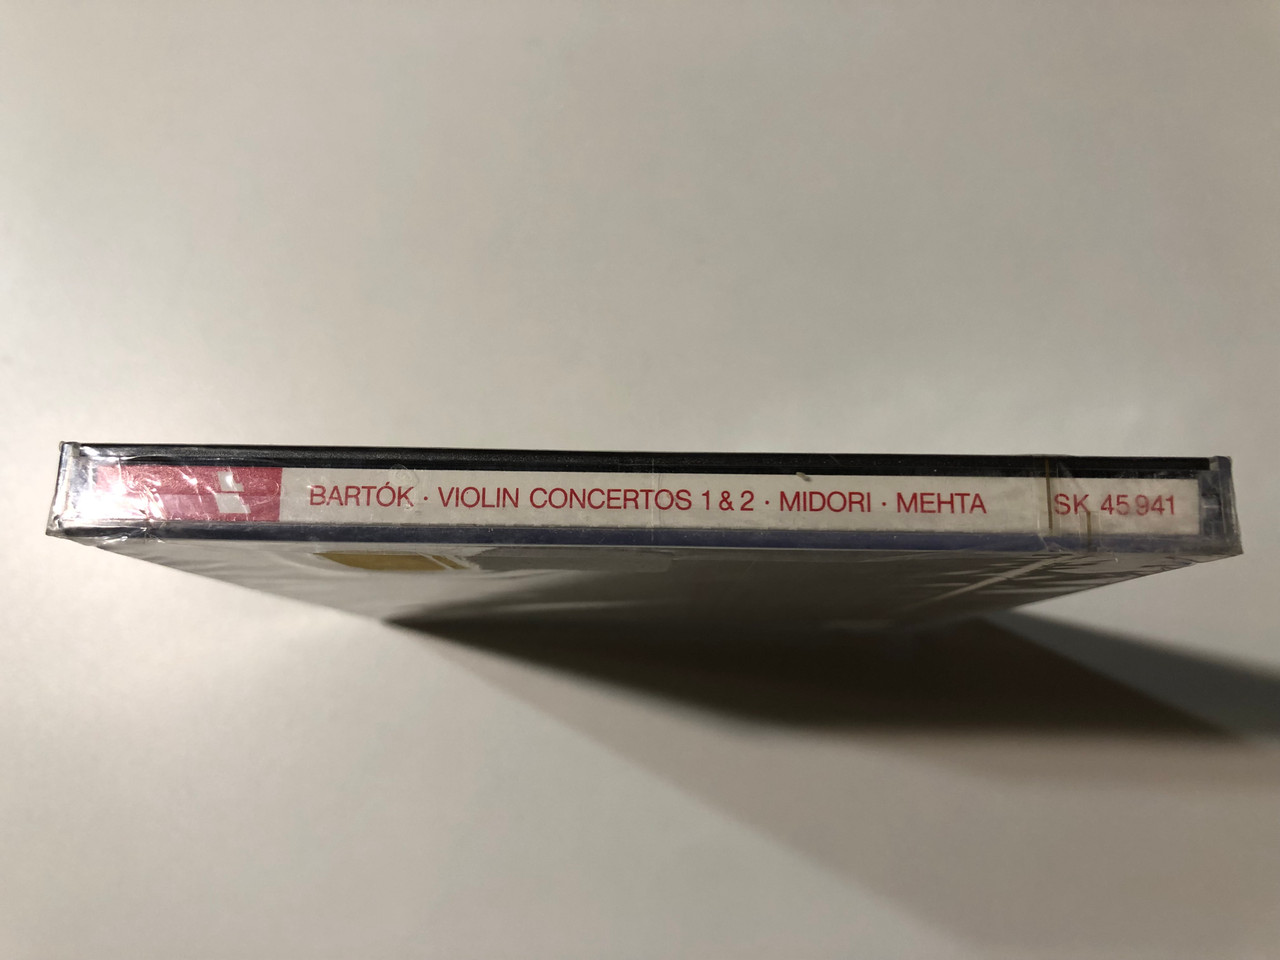 BARTÓK · VIOLIN CONCERTOS 1 & 2 · MIDORI · MEHTA SK 45 941